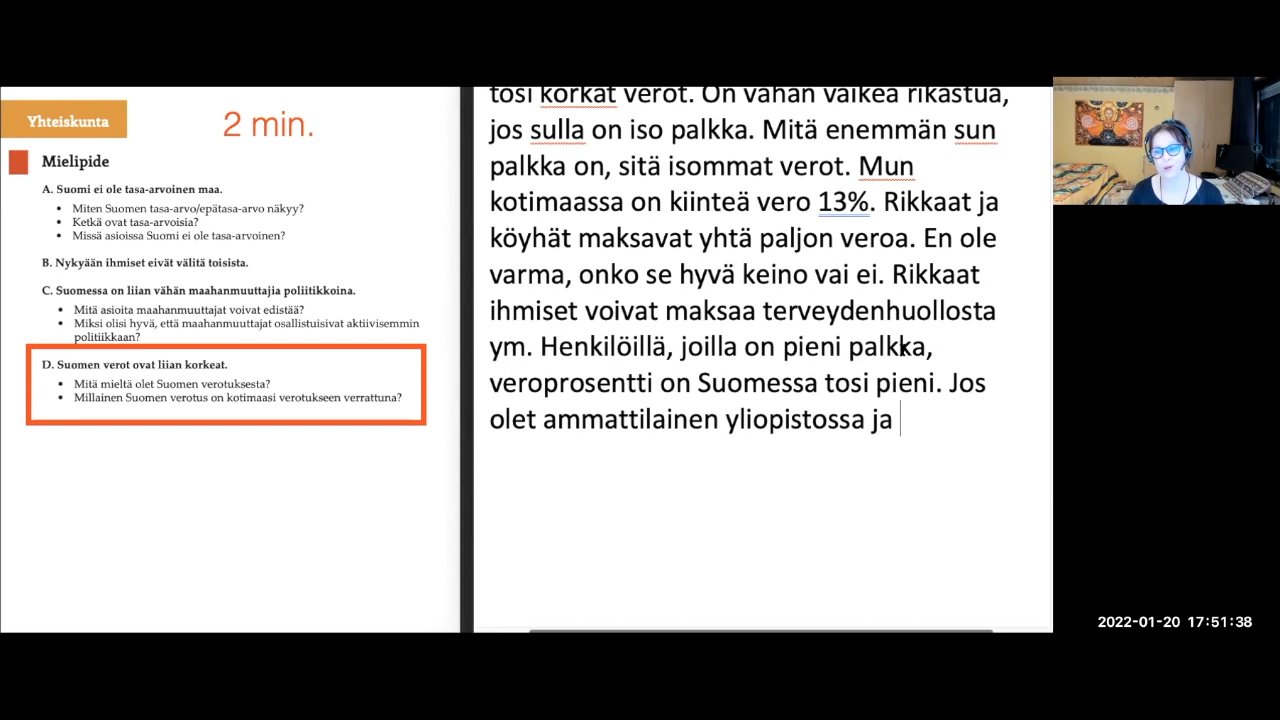 Yhteiskunta
2 min.
Mielipide
A. Suomi ei ole tasa-arvoinen maa.
• Miten Suomen tasa-arvo/epätasa-arvo näkyy?
• Ketkä ovat tasa-arvoisia?
• Missä asioissa Suomi ei ole tasa-arvoinen?
B. Nykyään ihmiset eivät välitä toisista.
C. Suomessa on liian vähän maahanmuuttajia poliitikkoina.
• Mitä asioita maahanmuuttajat voivat edistää?
• Miksi olisi hyvä, että maahanmuuttajat osallistuisivat aktiivisemmin
politiikkaan?
D. Suomen verot ovat liian korkeat.
• Mitä mieltä olet Suomen verotuksesta?
• Millainen Suomen verotus on kotimaasi verotukseen verrattuna?
tosi korkat verot. On vähän vaikea rikastua,
jos sulla on iso palkka. Mitä enemmän sun
palkka on, sitä isommat verot. Mun
kotimaassa on kiinteä vero 13%. Rikkaat ja
köyhät maksavat yhtä paljon veroa. En ole
varma, onko se hyvä keino vai ei. Rikkaat
ihmiset voivat maksaa terveydenhuollosta
ym. Henkilöillä, joilla on pieni palkka,
veroprosentti on Suomessa tosi pieni. Jos
olet ammattilainen yliopistossa ja
2022-01-20 17:51:38